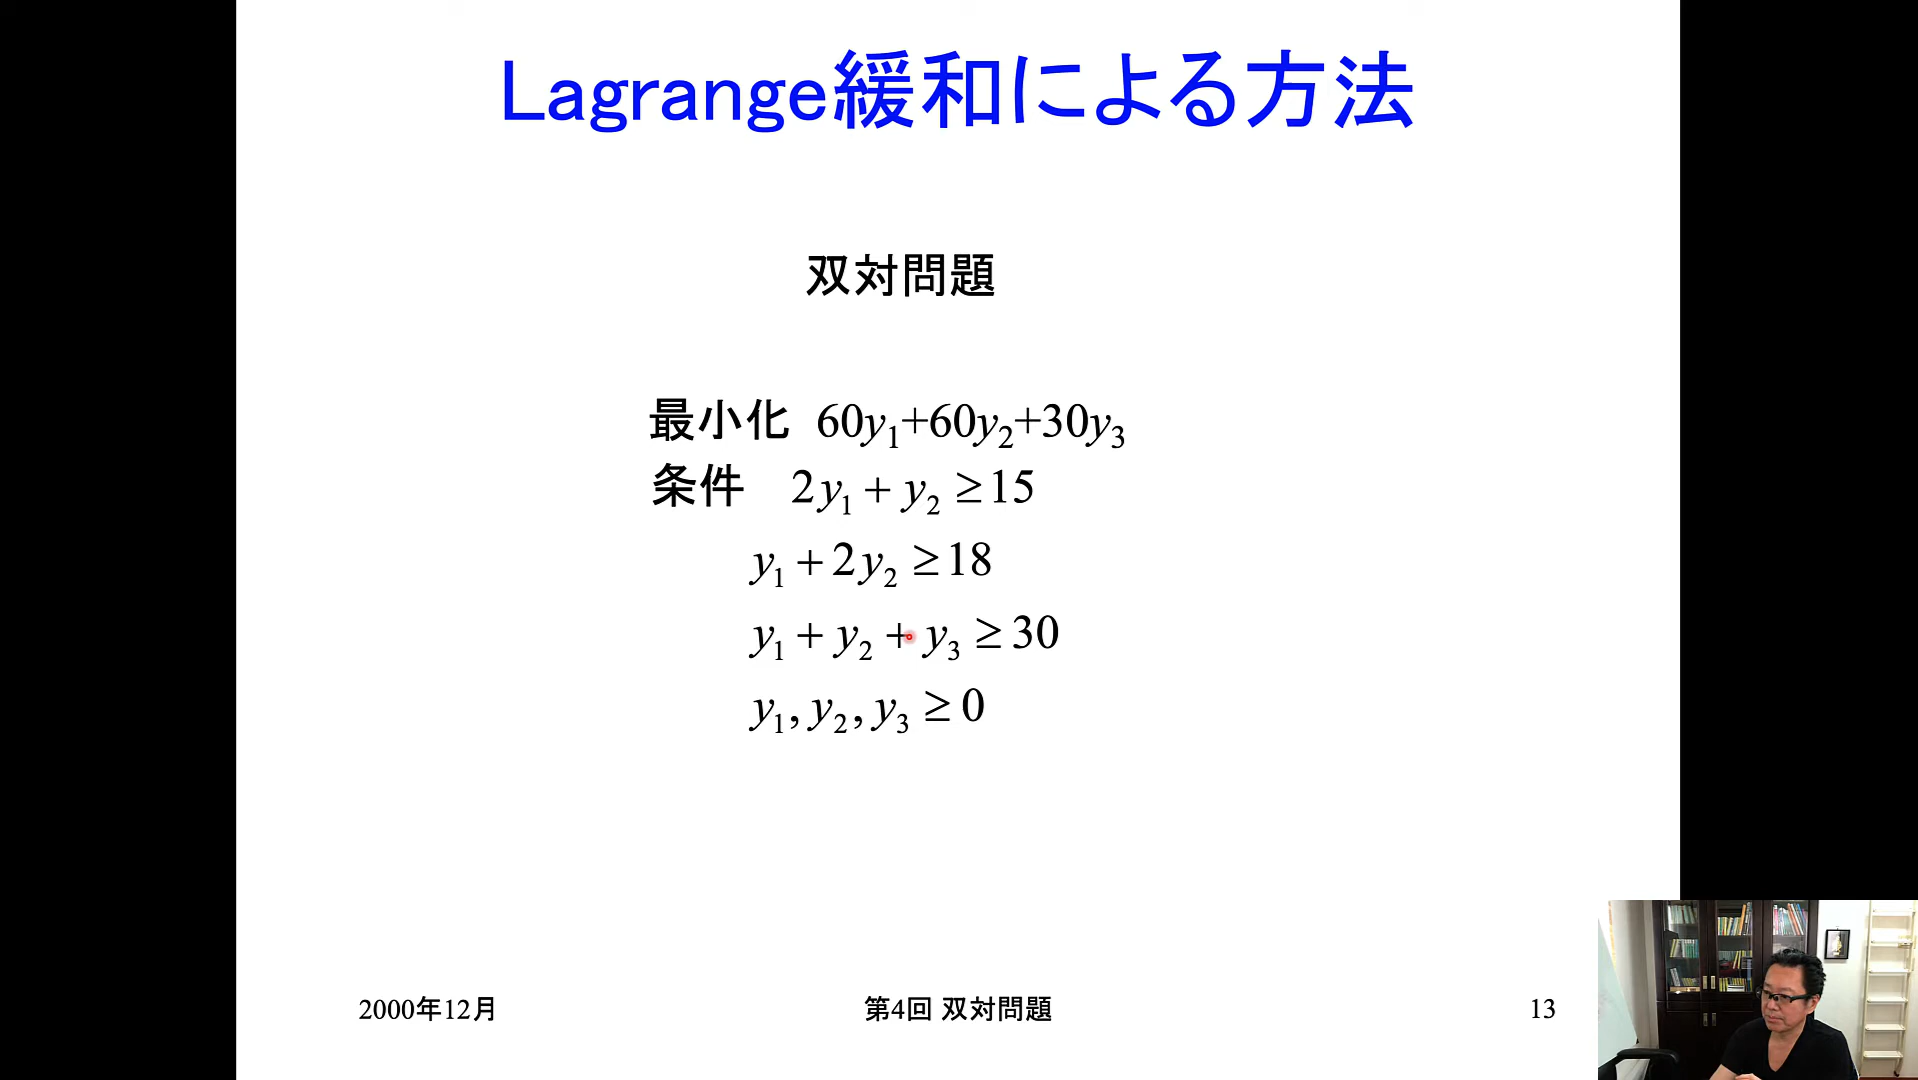 Lagrange緩和による方法
双対問題
最小化 60y₁+60y₂+30y₃
条件 2y₁ + y₂ ≥15
y₁ + 2y₂ ≥18
y₁ + y₂ + y₃ ≥30
y₁, y₂, y₃ ≥ 0
2000年12月
第4回 双対問題
13